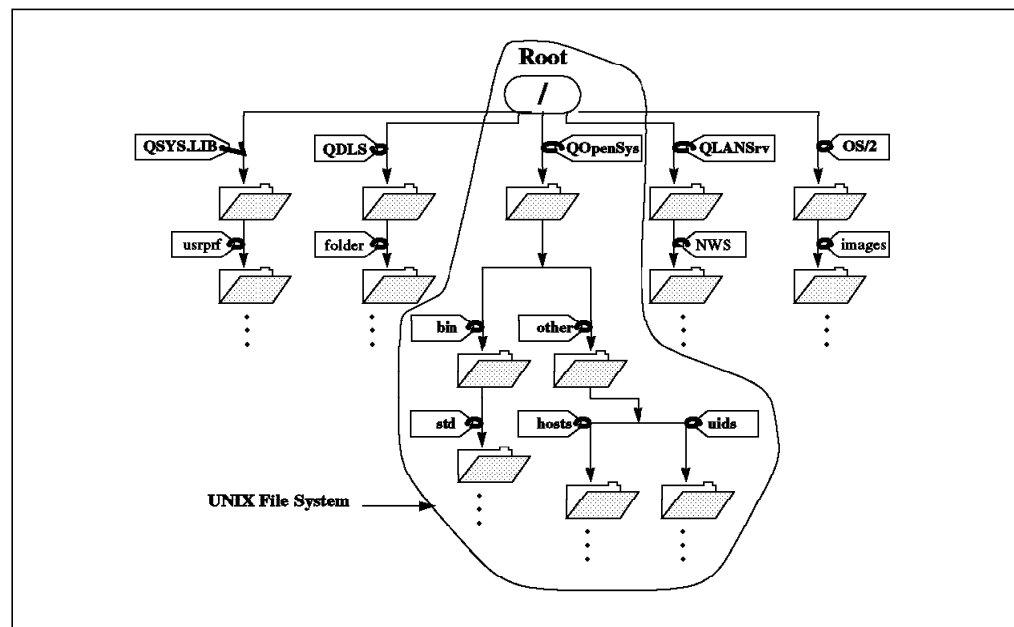 Root
/
QSYS.LIB
QDLS
QOpenSys
QLANSrv
OS/2
usrprf
folder
NWS
images
bin
other
std
hosts
uids
UNIX File System